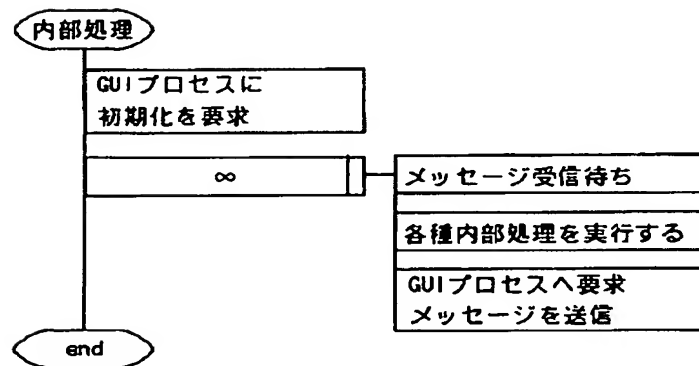 内部処理
GUIプロセスに
初期化を要求
∞
メッセージ受信待ち
各種内部処理を実行する
GUIプロセスへ要求
メッセージを送信
end